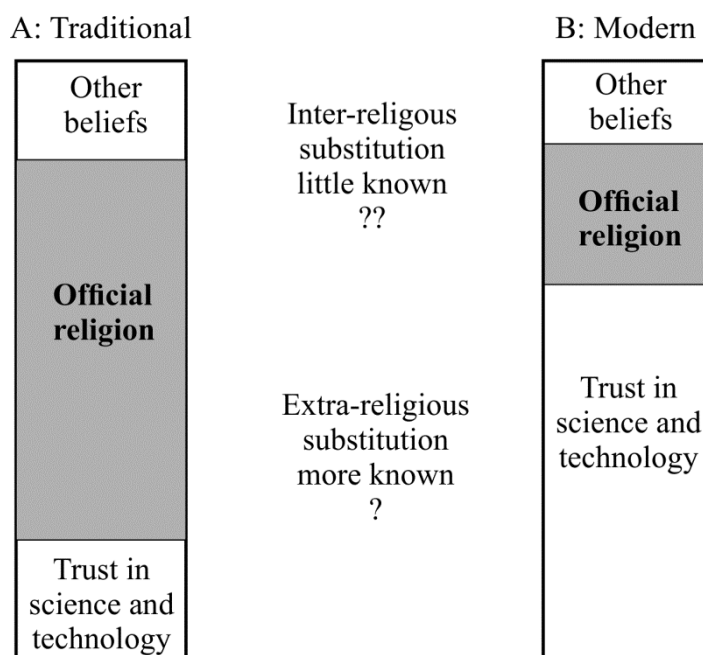 A: Traditional
Other
beliefs
Official
religion
Trust in
science and
technology
Inter-religous
substitution
little known
??
Extra-religious
substitution
more known
?
B: Modern
Other
beliefs
Official
religion
Trust in
science and
technology